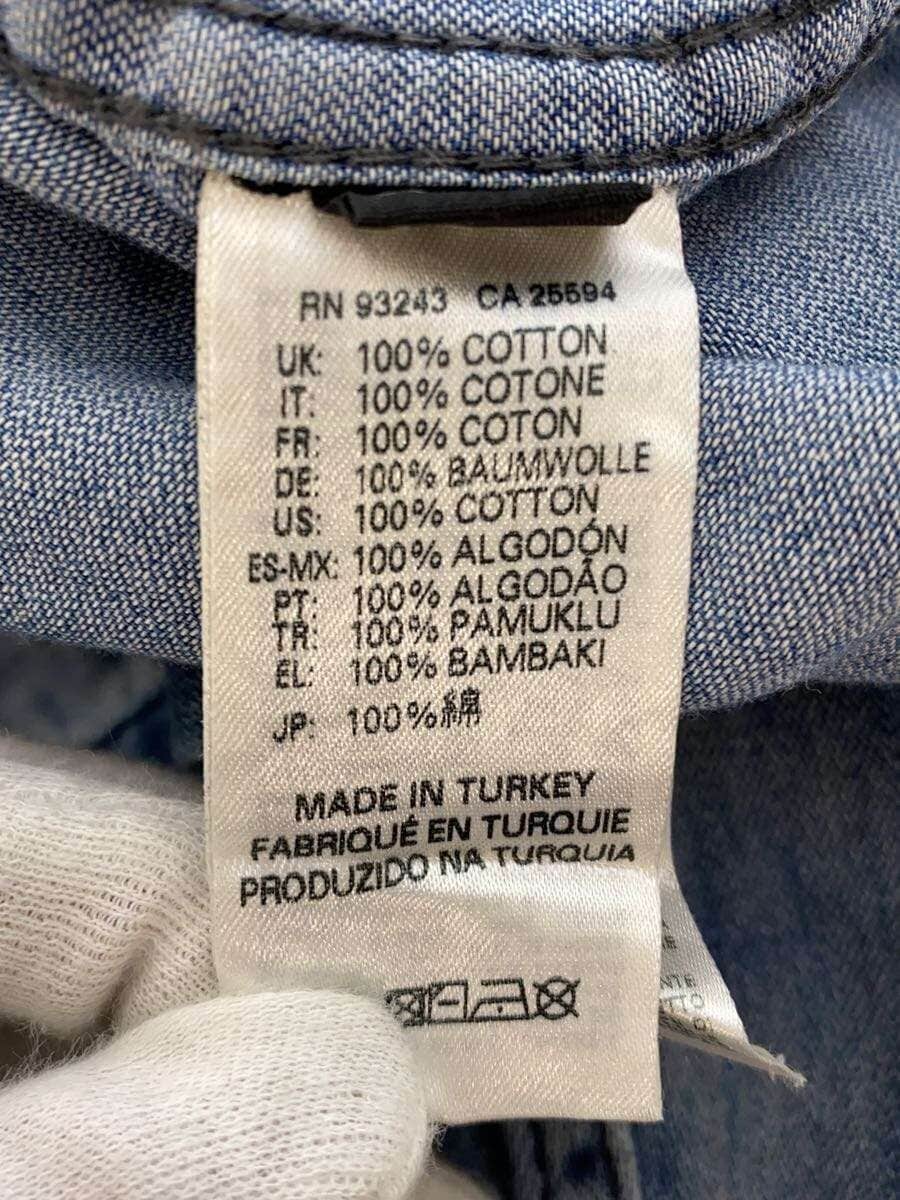 RN 93243 CA 25594
UK: 100% COTTON
IT: 100% COTONE
FR: 100% COTON
DE: 100% BAUMWOLLE
US: 100% COTTON
ES-MX: 100% ALGODÓN
PT: 100% ALGODÃO
TR: 100% PAMUKLU
EL: 100% BAMBAKI
JP: 100%綿
MADE IN TURKEY
FABRIQUÉ EN TURQUIE
PRODUZIDO NA TURQUIA